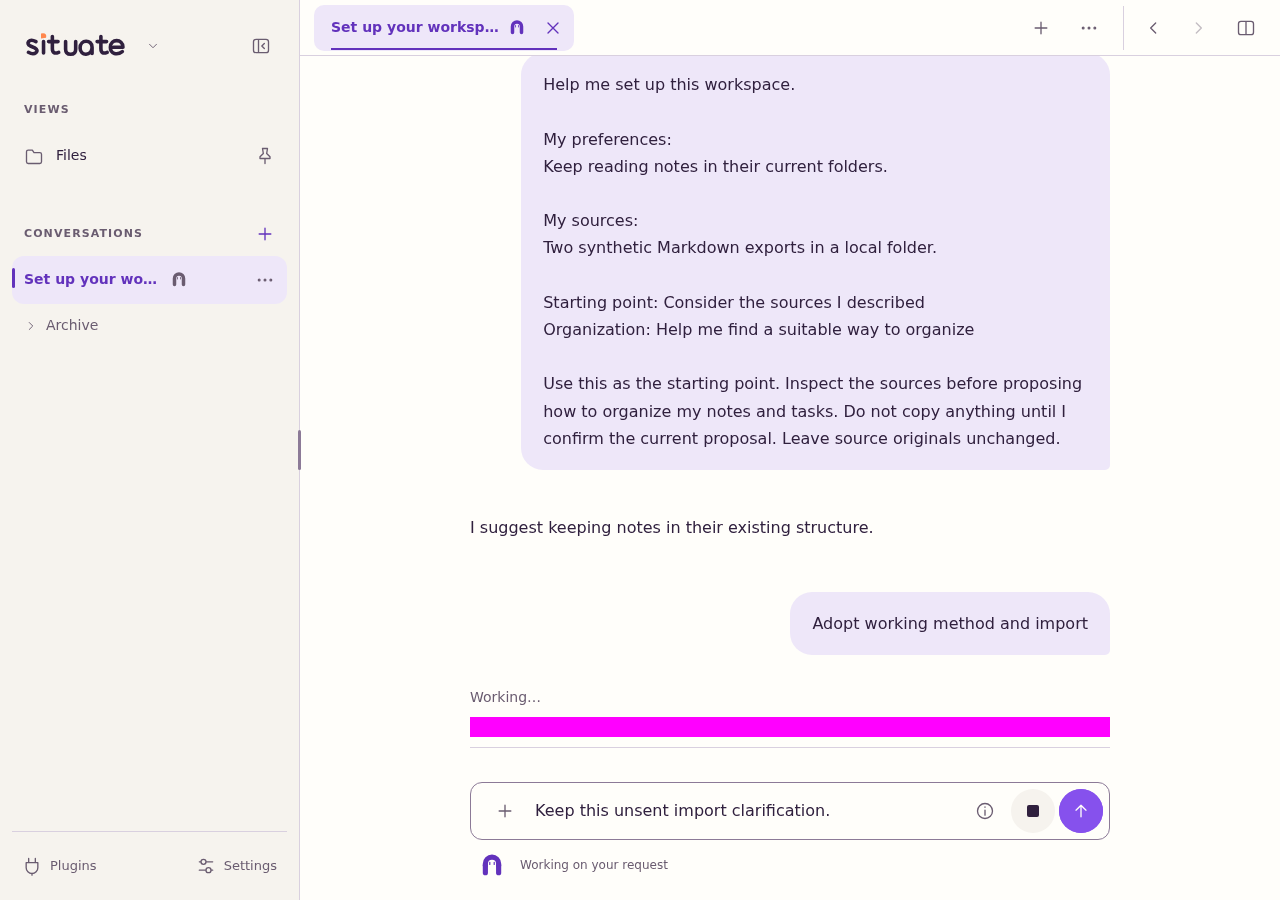 situate
Set up your worksp...
VIEWS
Files
CONVERSATIONS
Set up your wo...
Archive
Plugins
Settings
Help me set up this workspace.
My preferences:
Keep reading notes in their current folders.
My sources:
Two synthetic Markdown exports in a local folder.
Starting point: Consider the sources I described
Organization: Help me find a suitable way to organize
Use this as the starting point. Inspect the sources before proposing
how to organize my notes and tasks. Do not copy anything until I
confirm the current proposal. Leave source originals unchanged.
I suggest keeping notes in their existing structure.
Adopt working method and import
Working...
Keep this unsent import clarification.
Working on your request